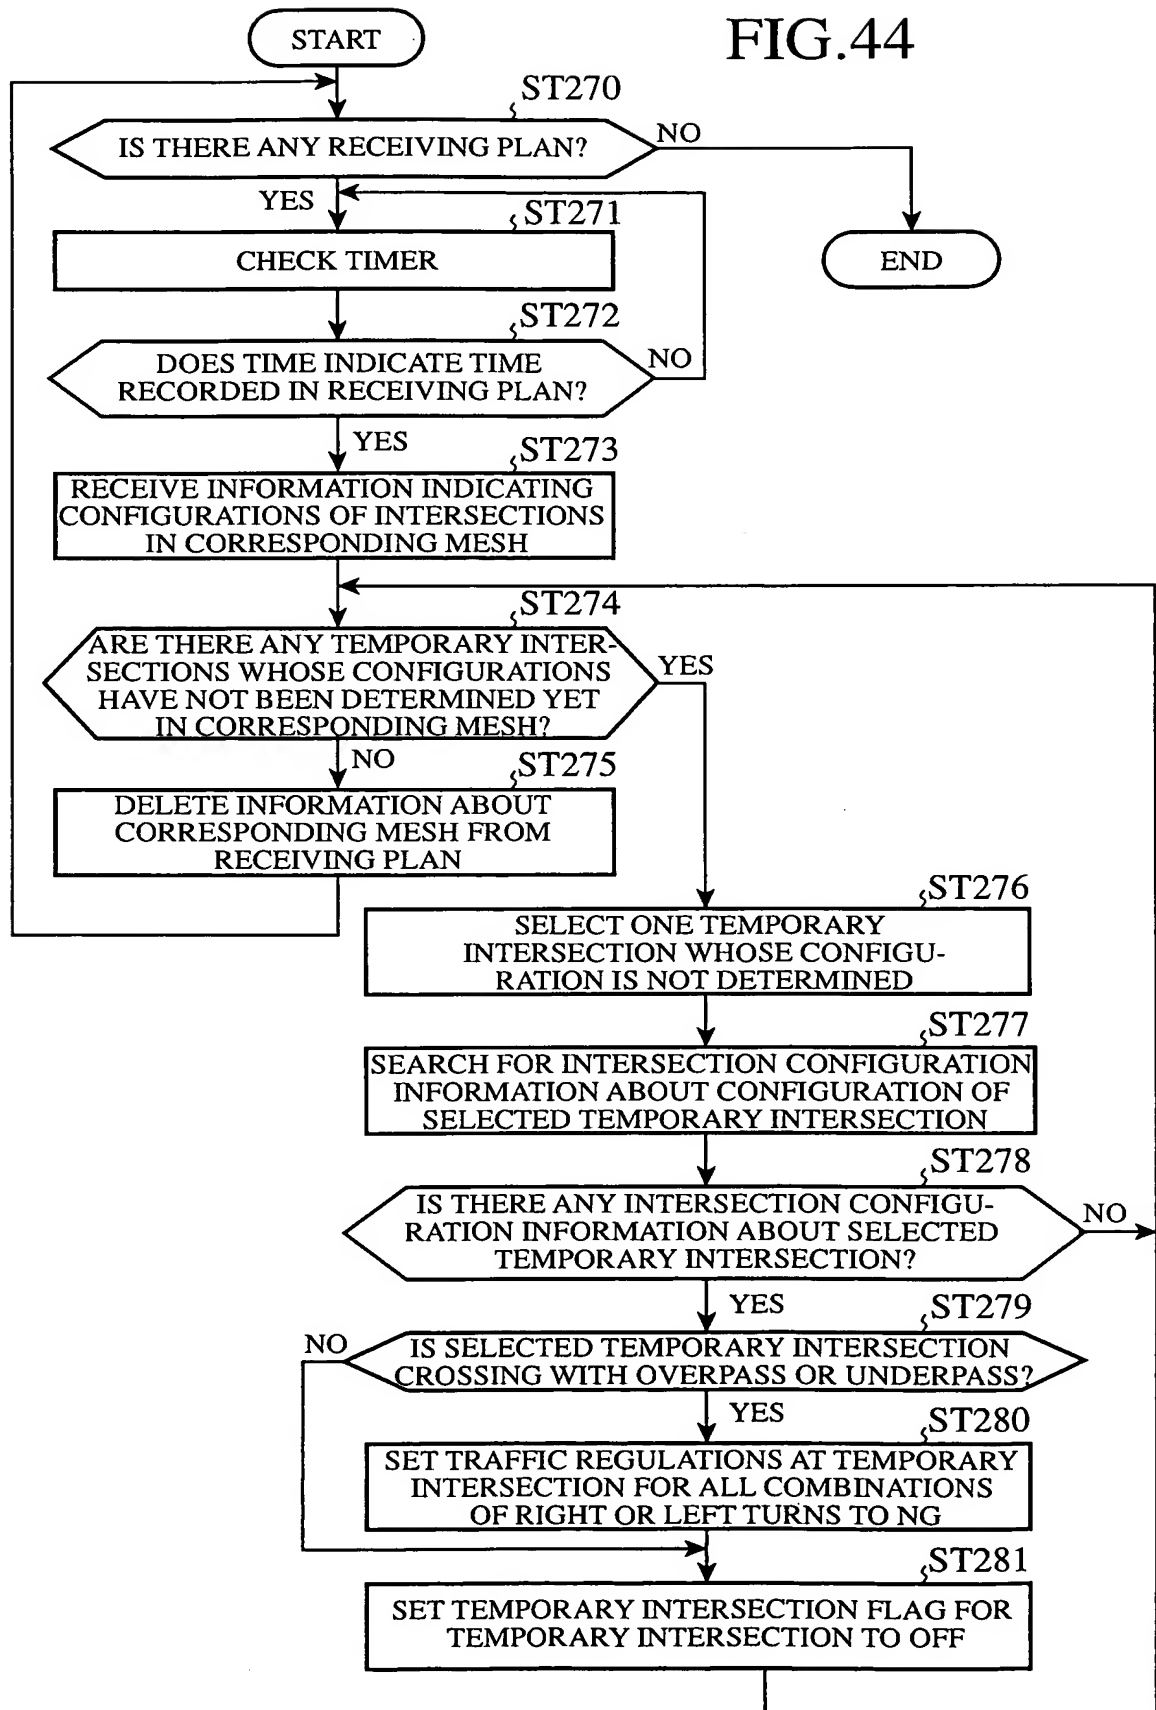 FIG.44
START
ST270
IS THERE ANY RECEIVING PLAN?
NO
YES
ST271
CHECK TIMER
END
ST272
DOES TIME INDICATE TIME
RECORDED IN RECEIVING PLAN?
NO
YES
ST273
RECEIVE INFORMATION INDICATING
CONFIGURATIONS OF INTERSECTIONS
IN CORRESPONDING MESH
ST274
ARE THERE ANY TEMPORARY INTER-
SECTIONS WHOSE CONFIGURATIONS
HAVE NOT BEEN DETERMINED YET
IN CORRESPONDING MESH?
YES
NO
ST275
DELETE INFORMATION ABOUT
CORRESPONDING MESH FROM
RECEIVING PLAN
ST276
SELECT ONE TEMPORARY
INTERSECTION WHOSE CONFIGU-
RATION IS NOT DETERMINED
ST277
SEARCH FOR INTERSECTION CONFIGURATION
INFORMATION ABOUT CONFIGURATION OF
SELECTED TEMPORARY INTERSECTION
ST278
IS THERE ANY INTERSECTION CONFIGU-
RATION INFORMATION ABOUT SELECTED
TEMPORARY INTERSECTION?
NO
YES
ST279
NO
IS SELECTED TEMPORARY INTERSECTION
CROSSING WITH OVERPASS OR UNDERPASS?
YES
ST280
SET TRAFFIC REGULATIONS AT TEMPORARY
INTERSECTION FOR ALL COMBINATIONS
OF RIGHT OR LEFT TURNS TO NG
ST281
SET TEMPORARY INTERSECTION FLAG FOR
TEMPORARY INTERSECTION TO OFF